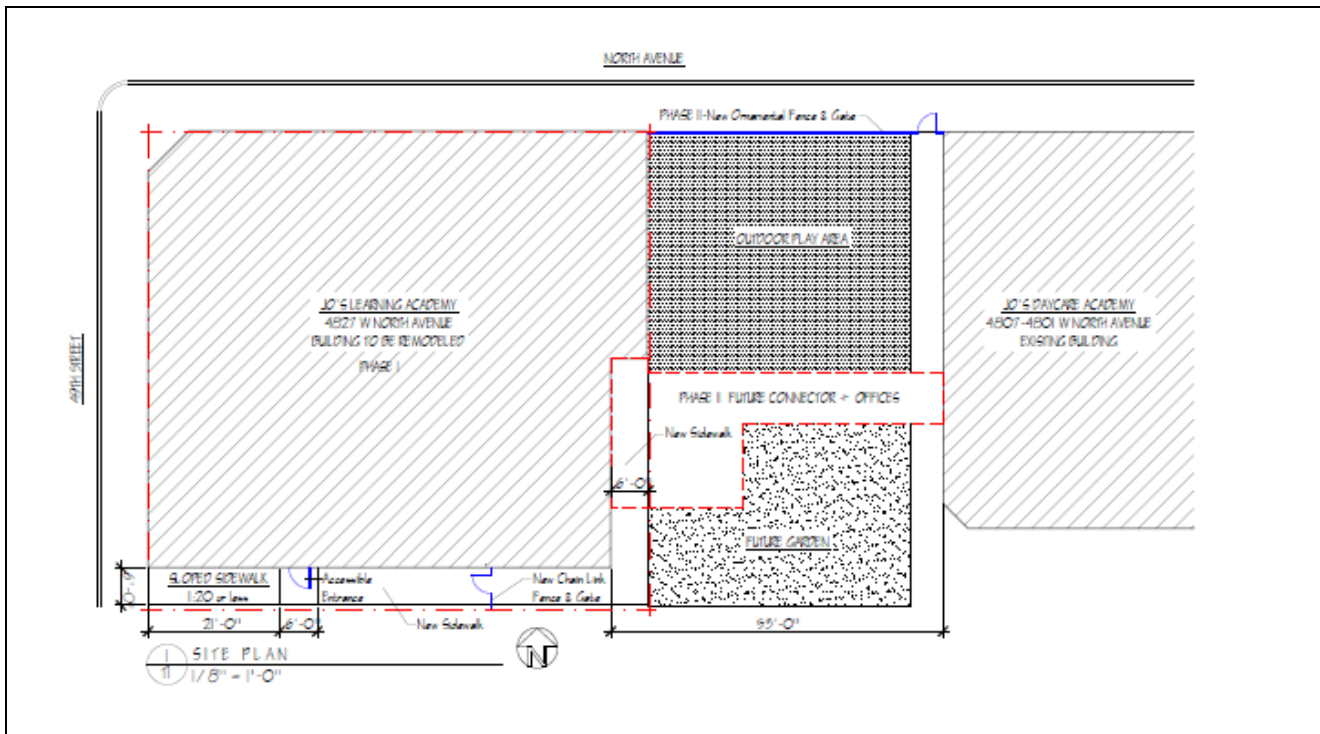 NORTH AVENUE
PHASE II-New Ornamental Fence & Gate
OUTDOOR PLAY AREA
JO'S LEARNING ACADEMY
4827 W NORTH AVENUE
BUILDING TO BE REMODELED
PHASE I
JO'S DAYCARE ACADEMY
4807-4801 W NORTH AVENUE
EXISTING BUILDING
49TH STREET
PHASE II FUTURE CONNECTOR + OFFICES
New Sidewalk
6'-0"
FUTURE GARDEN
SLOPED SIDEWALK
1:20 or less
Accessible
Entrance
New Chain Link
Fence & Gate
21'-0"
6'-0"
New Sidewalk
N
SITE PLAN
1/8" = 1'-0"